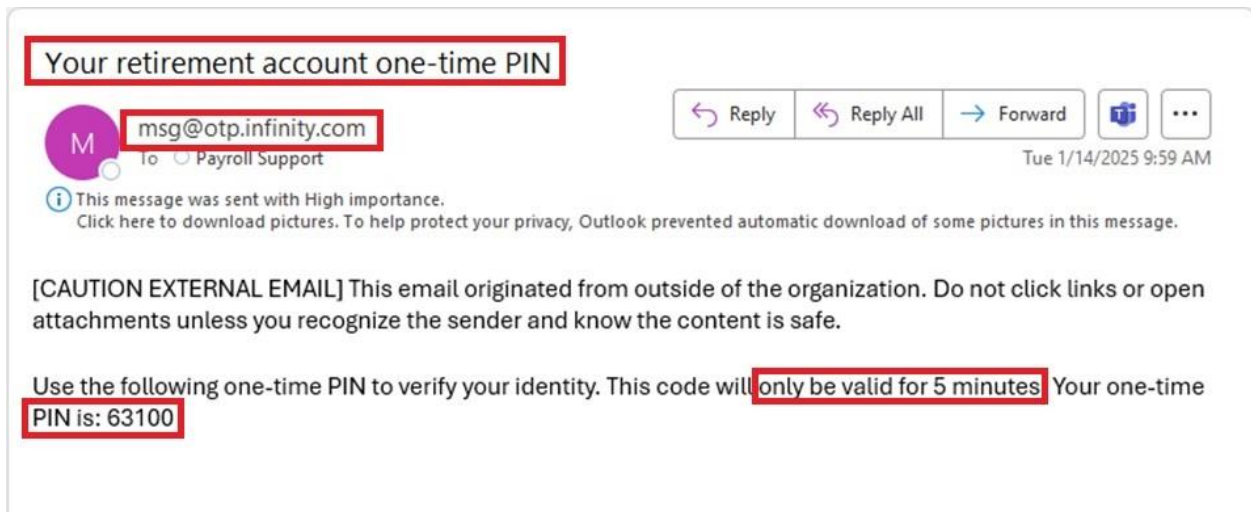 Your retirement account one-time PIN
M
msg@otp.infinity.com
To Payroll Support
Reply
Reply All
Forward
Tue 1/14/2025 9:59 AM
This message was sent with High importance.
Click here to download pictures. To help protect your privacy, Outlook prevented automatic download of some pictures in this message.
[CAUTION EXTERNAL EMAIL] This email originated from outside of the organization. Do not click links or open
attachments unless you recognize the sender and know the content is safe.
Use the following one-time PIN to verify your identity. This code will only be valid for 5 minutes Your one-time
PIN is: 63100